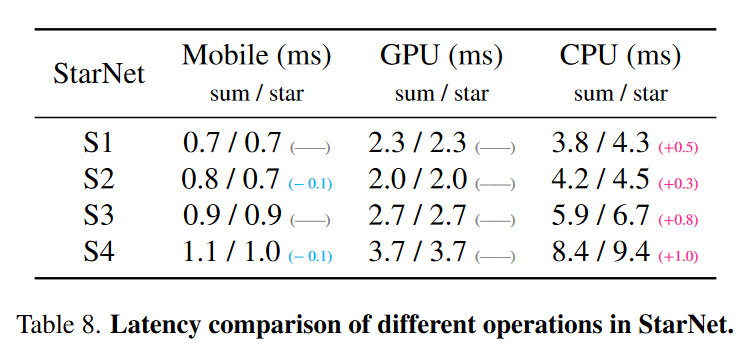 StarNet Mobile (ms) GPU (ms) CPU (ms)
sum / star sum / star sum / star
S1 0.7 / 0.7 (—) 2.3 / 2.3 (—) 3.8 / 4.3 (+0.5)
S2 0.8 / 0.7 (− 0.1) 2.0 / 2.0 (—) 4.2 / 4.5 (+0.3)
S3 0.9 / 0.9 (—) 2.7 / 2.7 (—) 5.9 / 6.7 (+0.8)
S4 1.1 / 1.0 (− 0.1) 3.7 / 3.7 (—) 8.4 / 9.4 (+1.0)
Table 8. Latency comparison of different operations in StarNet.